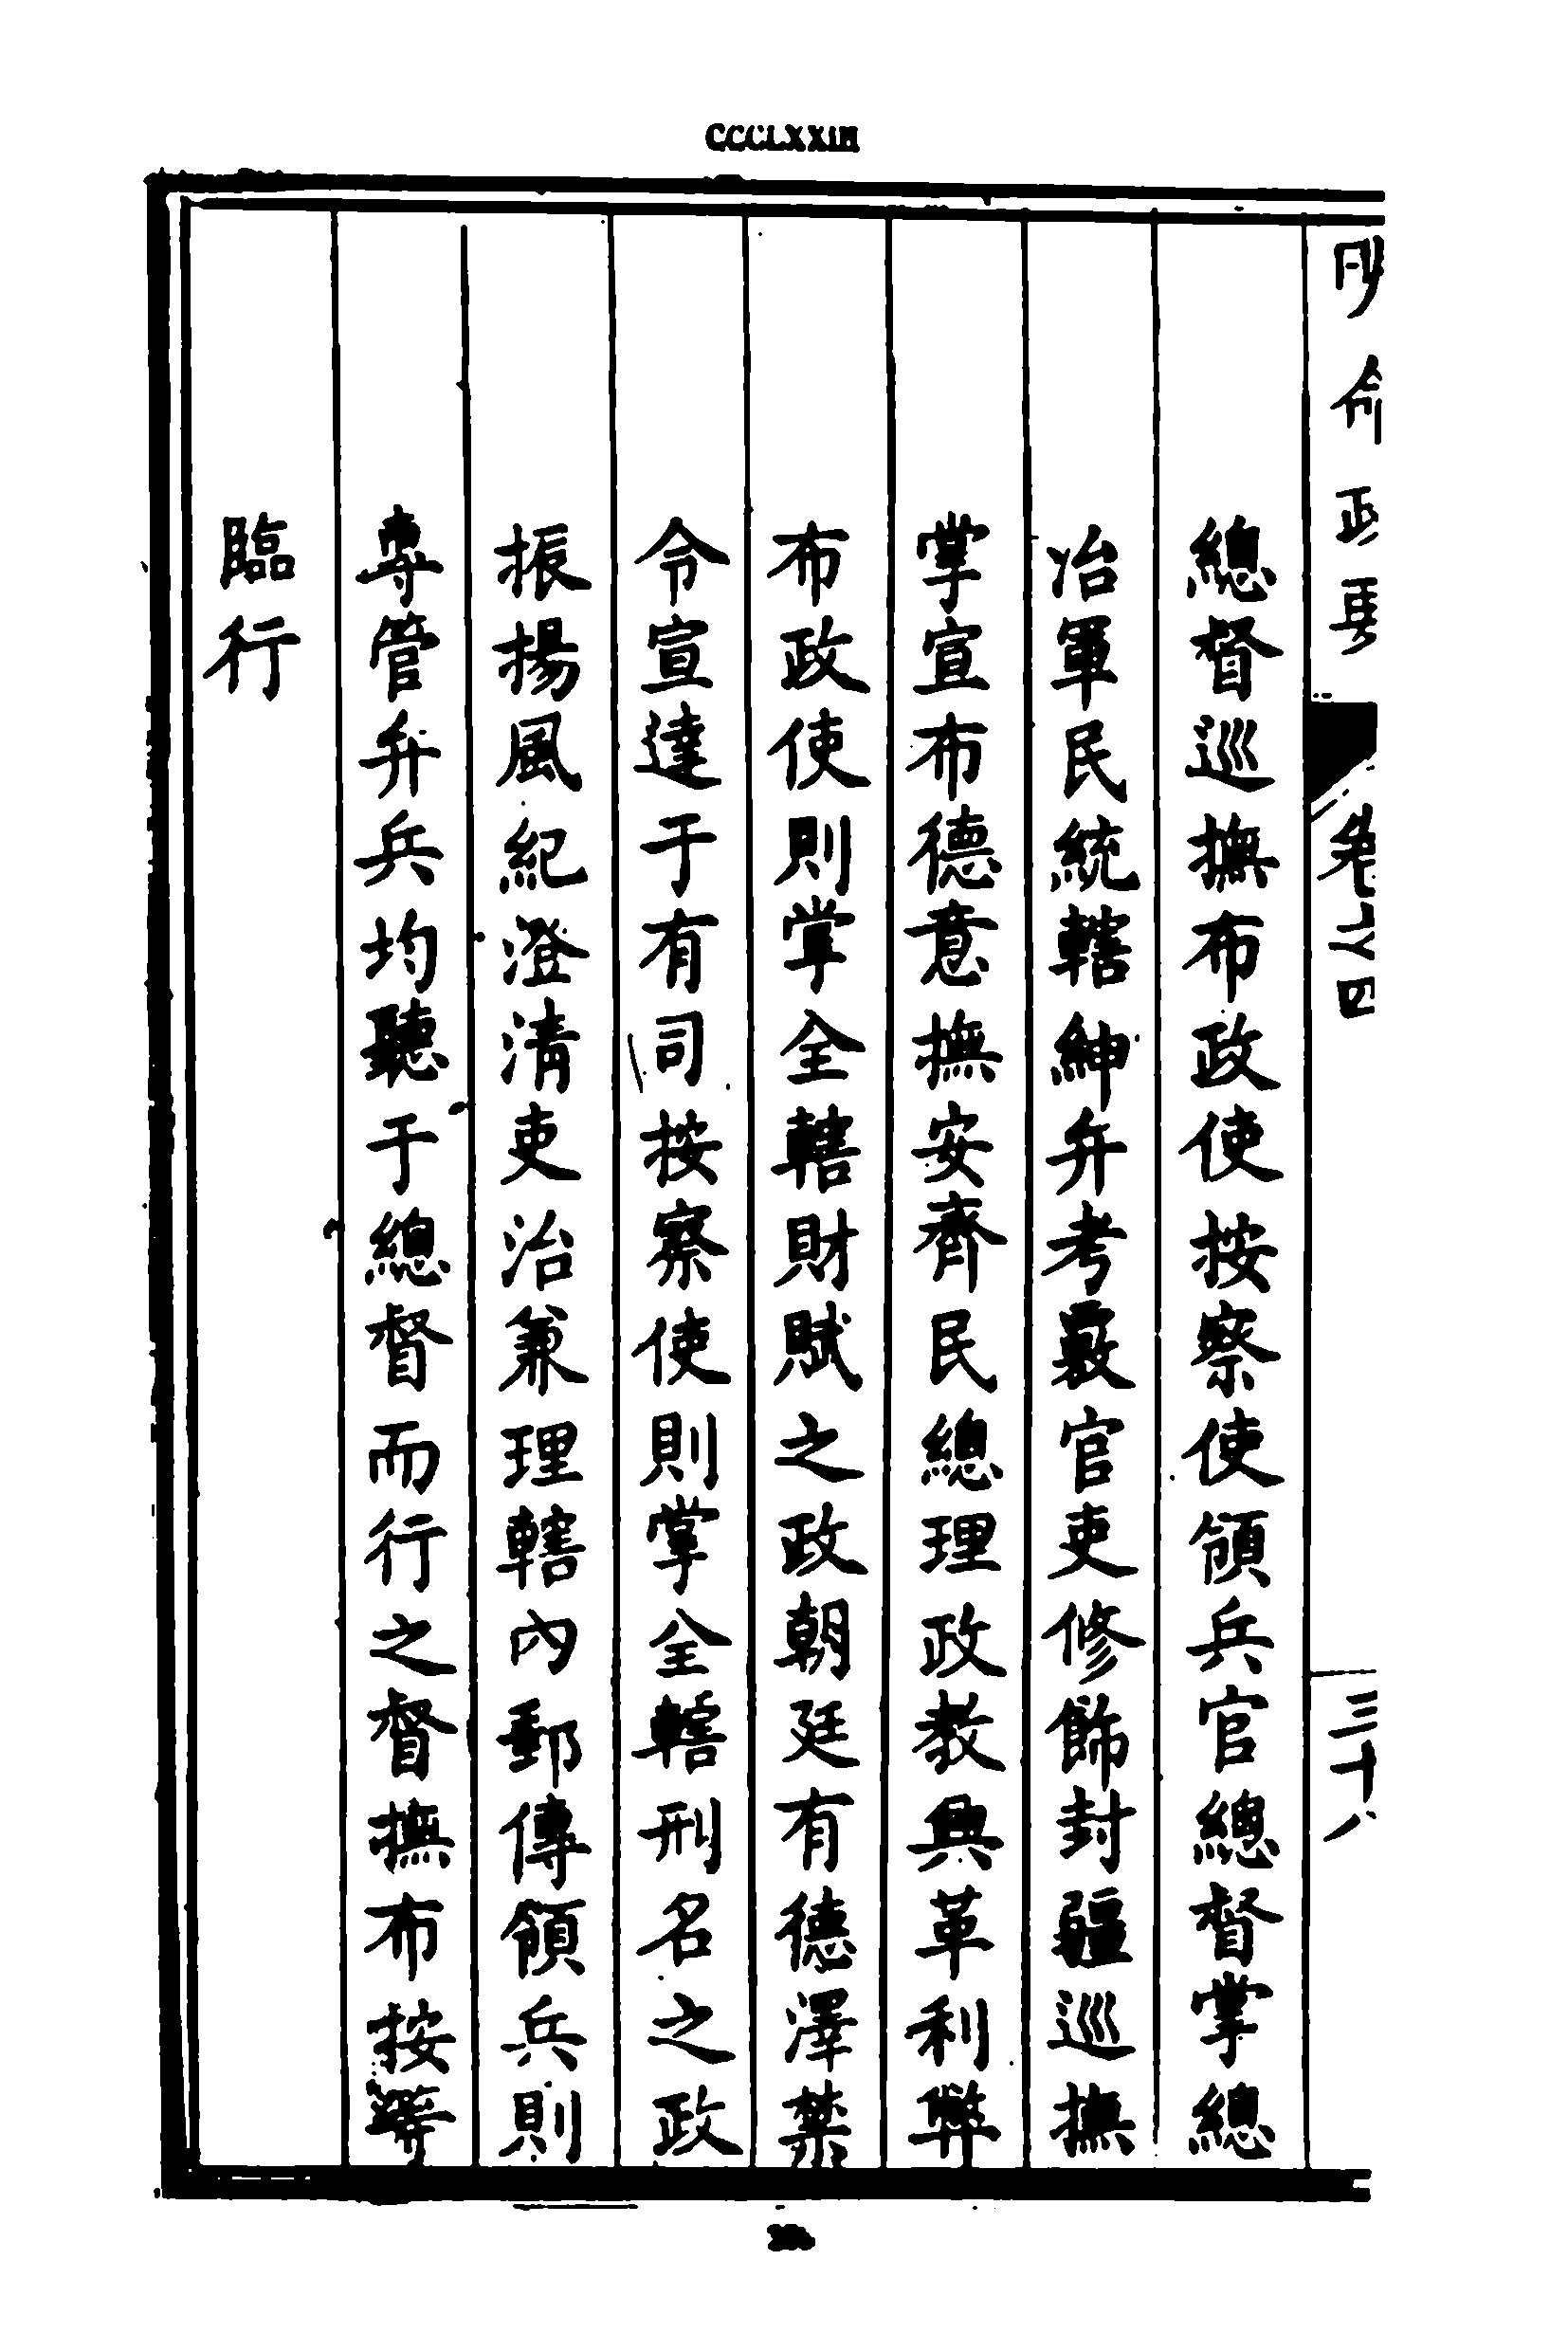 CCCLXXIII
明命政要
卷廿四
三十八
總督巡撫布政使按察使領兵官總督掌總
治軍民統轄紳弁考覈官吏修飾封疆巡撫
掌宣布德意撫安齊民總理政教興革利弊
布政使則掌全轄財賦之政朝廷有德澤禁
令宣達于有司按察使則掌全轄刑名之政
振揚風紀澄清吏治兼理轄內郵傳領兵則
專管弁兵均聽于總督而行之督撫布按等
臨行